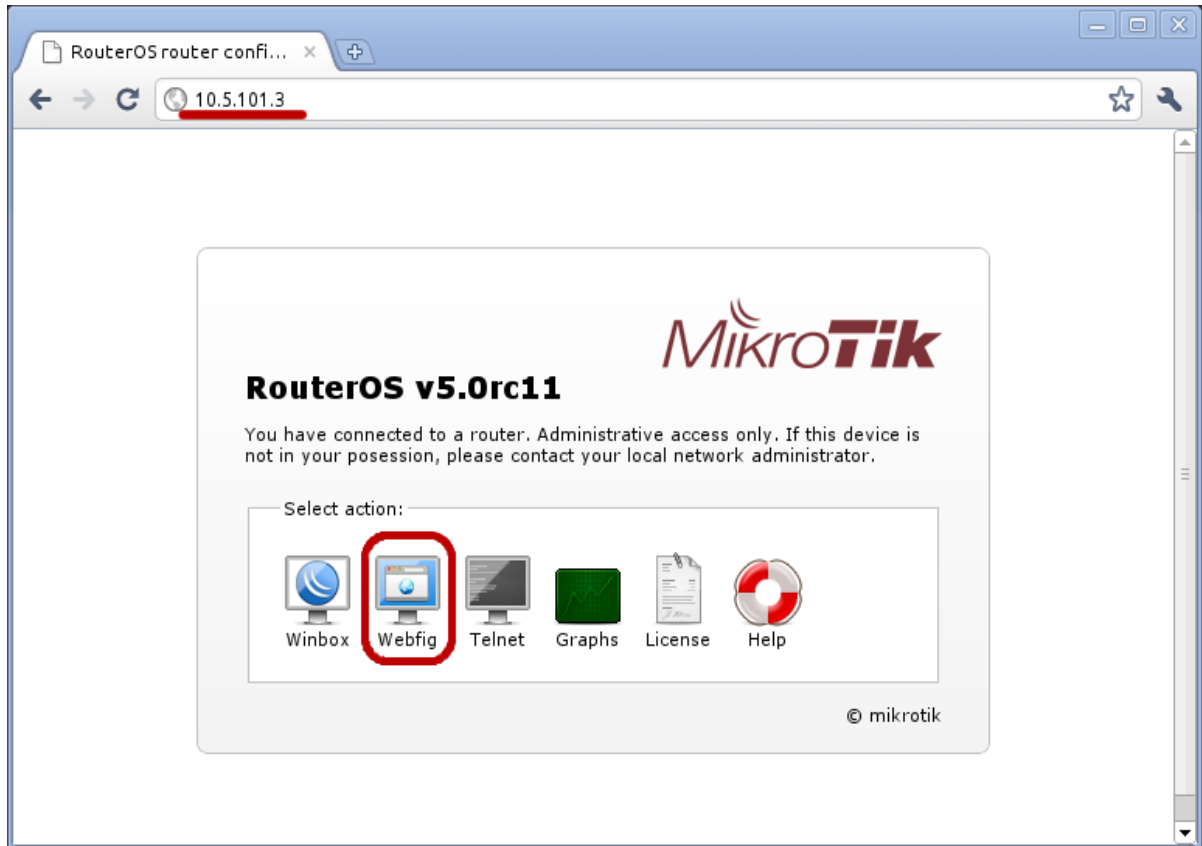 RouterOS router confi...
10.5.101.3
MikroTik
RouterOS v5.0rc11
You have connected to a router. Administrative access only. If this device is
not in your posession, please contact your local network administrator.
Select action:
Winbox Webfig Telnet Graphs License Help
© mikrotik